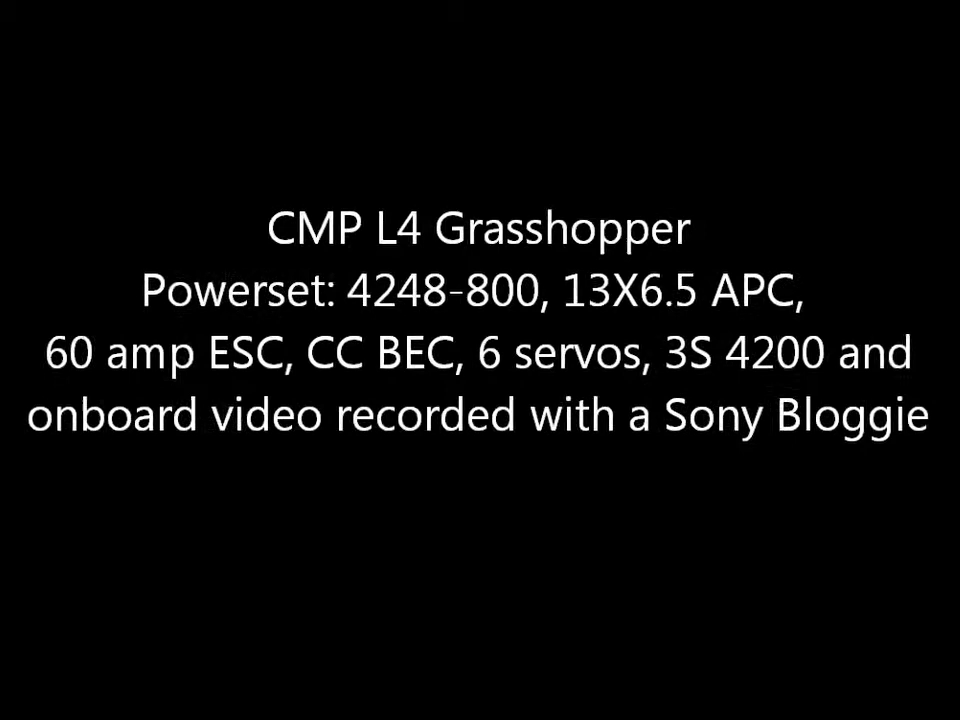 CMP L4 Grasshopper
Powerset: 4248-800, 13X6.5 APC,
60 amp ESC, CC BEC, 6 servos, 3S 4200 and
onboard video recorded with a Sony Bloggie